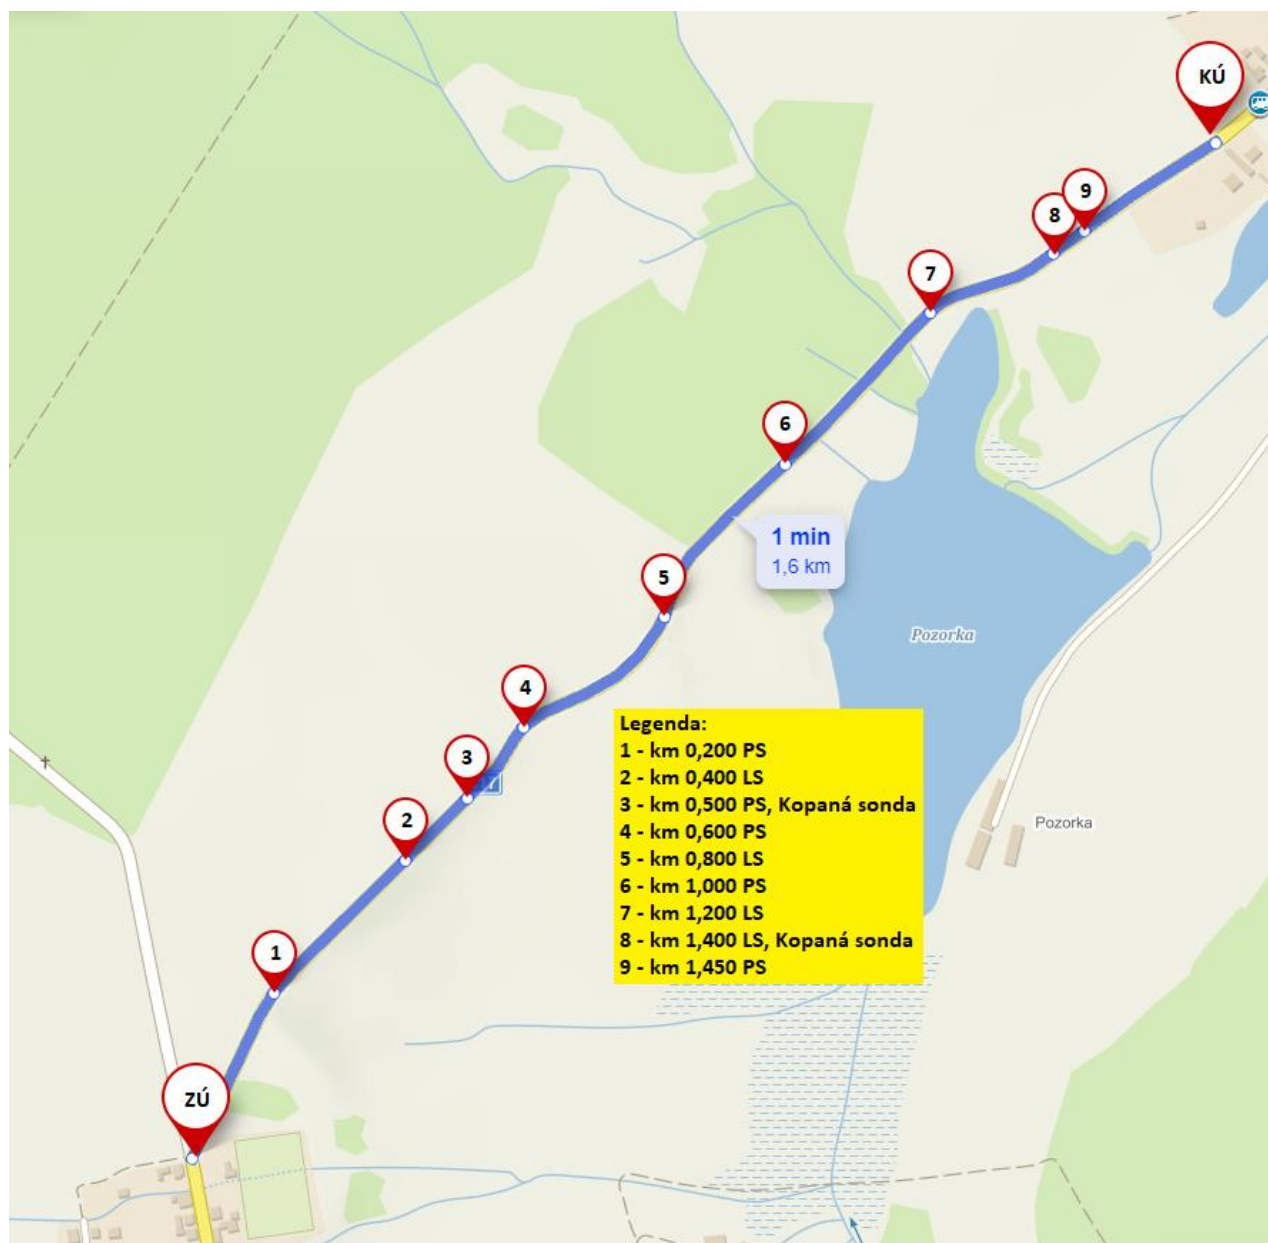 KÚ
9
8
7
6
1 min
1,6 km
5
Pozorka
4
Legenda:
1 - km 0,200 PS
2 - km 0,400 LS
3 - km 0,500 PS, Kopaná sonda
4 - km 0,600 PS
5 - km 0,800 LS
6 - km 1,000 PS
7 - km 1,200 LS
8 - km 1,400 LS, Kopaná sonda
9 - km 1,450 PS
3
Pozorka
2
1
ZÚ